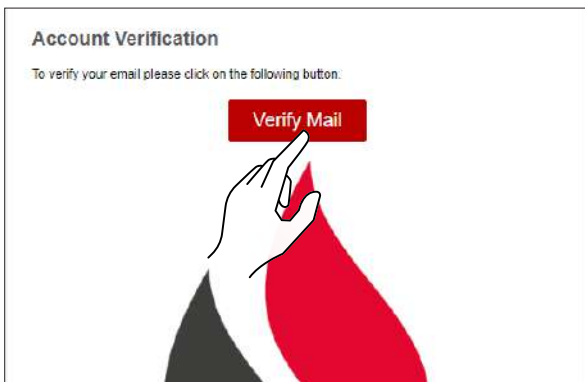 Account Verification
To verify your email please click on the following button.
Verify Mail